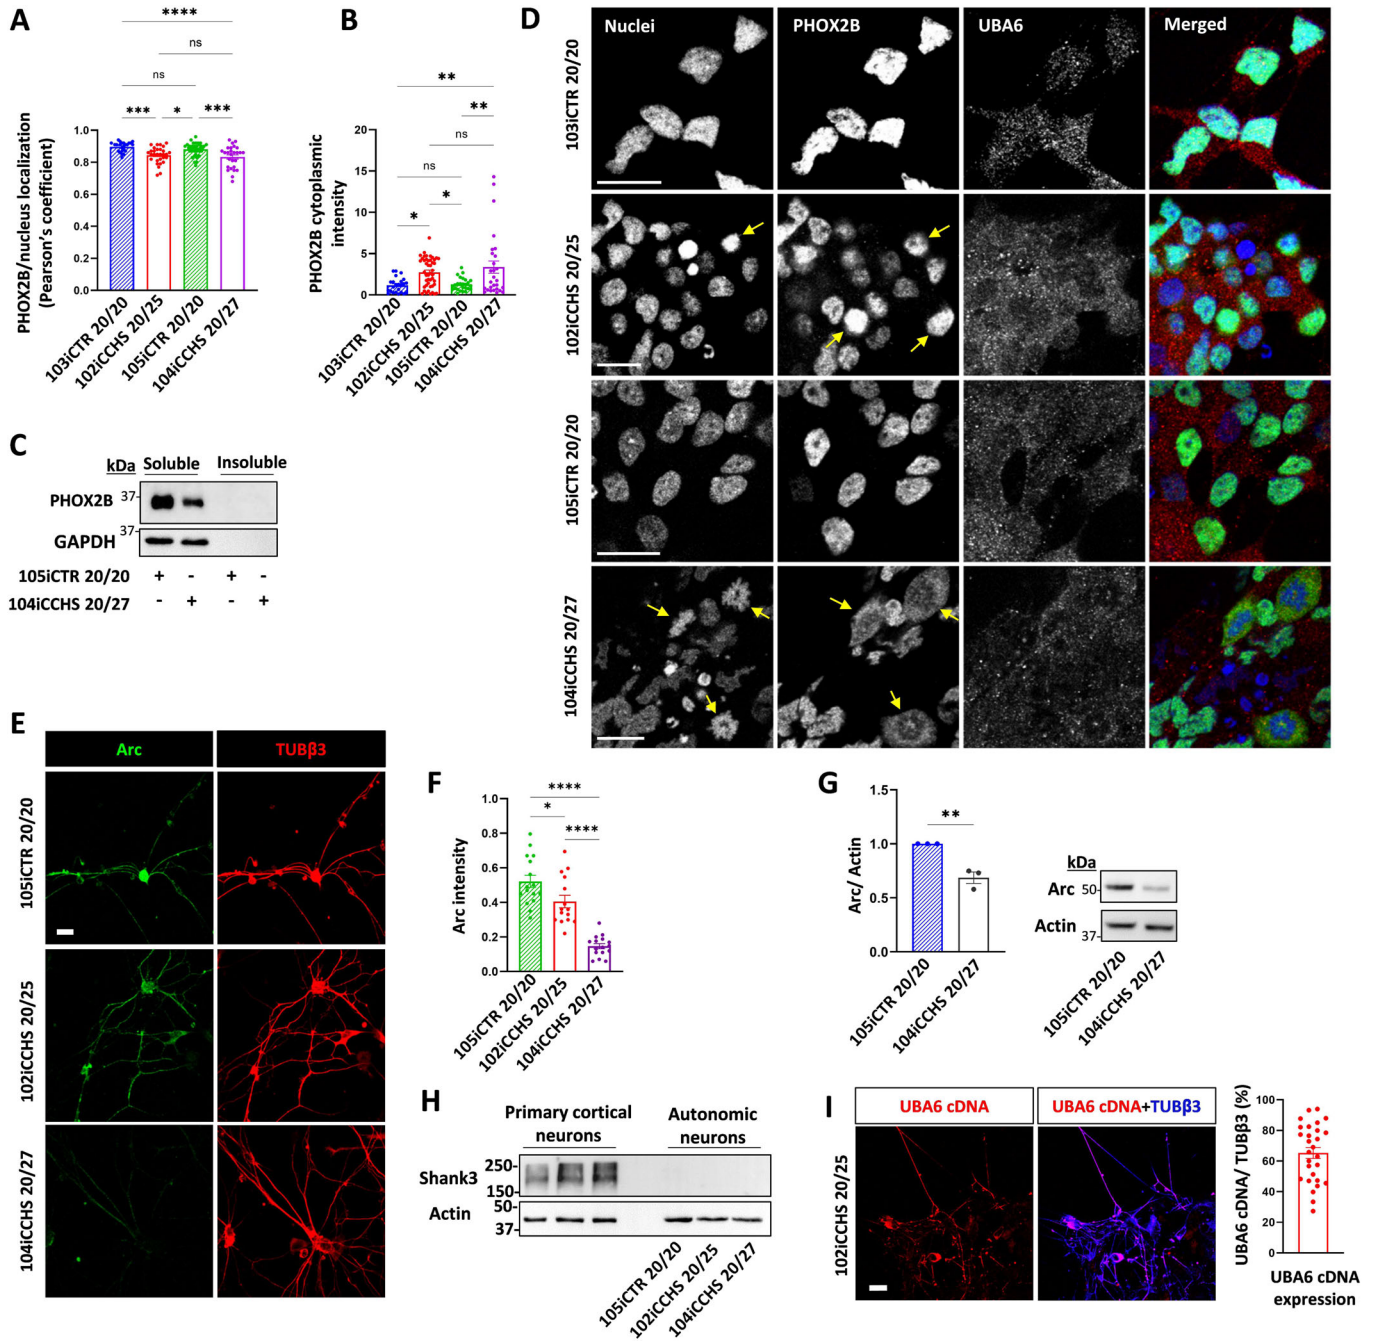 A
****
ns
ns
***
*
***
PHOX2B/nucleus localization
(Pearson's coefficient)
1.0
0.8
0.6
0.4
0.2
0.0
103iCTR 20/20
102iCCHS 20/25
105iCTR 20/20
104iCCHS 20/27
B
**
**
ns
ns
*
*
PHOX2B cytoplasmic
intensity
20
15
10
5
0
103iCTR 20/20
102iCCHS 20/25
105iCTR 20/20
104iCCHS 20/27
C
kDa Soluble Insoluble
PHOX2B 37-
37-
GAPDH
105iCTR 20/20 + - + -
104iCCHS 20/27 - + - +
D
Nuclei PHOX2B UBA6 Merged
103iCTR 20/20
102iCCHS 20/25
105iCTR 20/20
104iCCHS 20/27
E
Arc TUBβ3
105iCTR 20/20
102iCCHS 20/25
104iCCHS 20/27
F
****
*
****
Arc intensity
1.0
0.8
0.6
0.4
0.2
0.0
105iCTR 20/20
102iCCHS 20/25
104iCCHS 20/27
G
**
Arc/ Actin
1.5
1.0
0.5
0.0
105iCTR 20/20
104iCCHS 20/27
kDa
Arc 50-
Actin
37-
105iCTR 20/20
104iCCHS 20/27
H
Primary cortical
neurons
Autonomic
neurons
Shank3 250-
150-
Actin 50-
37-
105iCTR 20/20
102iCCHS 20/25
104iCCHS 20/27
I
UBA6 cDNA UBA6 cDNA+TUBβ3
102iCCHS 20/25
UBA6 cDNA/ TUBβ3 (%)
100
80
60
40
20
0
UBA6 cDNA
expression